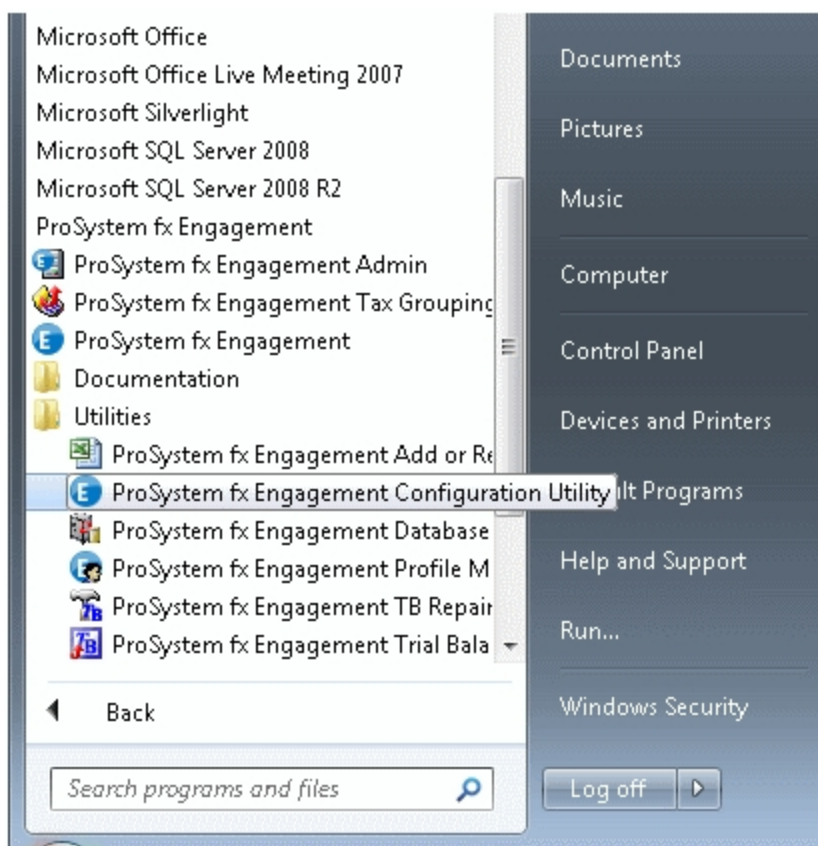 Microsoft Office
Microsoft Office Live Meeting 2007
Microsoft Silverlight
Microsoft SQL Server 2008
Microsoft SQL Server 2008 R2
ProSystem fx Engagement
ProSystem fx Engagement Admin
ProSystem fx Engagement Tax Grouping
ProSystem fx Engagement
Documentation
Utilities
ProSystem fx Engagement Add or Re
ProSystem fx Engagement Configuration Utility
ProSystem fx Engagement Database
ProSystem fx Engagement Profile M
ProSystem fx Engagement TB Repair
ProSystem fx Engagement Trial Bala
Back
Search programs and files
Documents
Pictures
Music
Computer
Control Panel
Devices and Printers
ult Programs
Help and Support
Run...
Windows Security
Log off